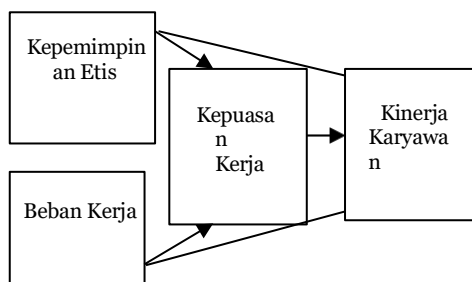 Kepemimpin
an Etis
Kepuasa
n
Kerja
Kinerja
Karyawa
n
Beban Kerja